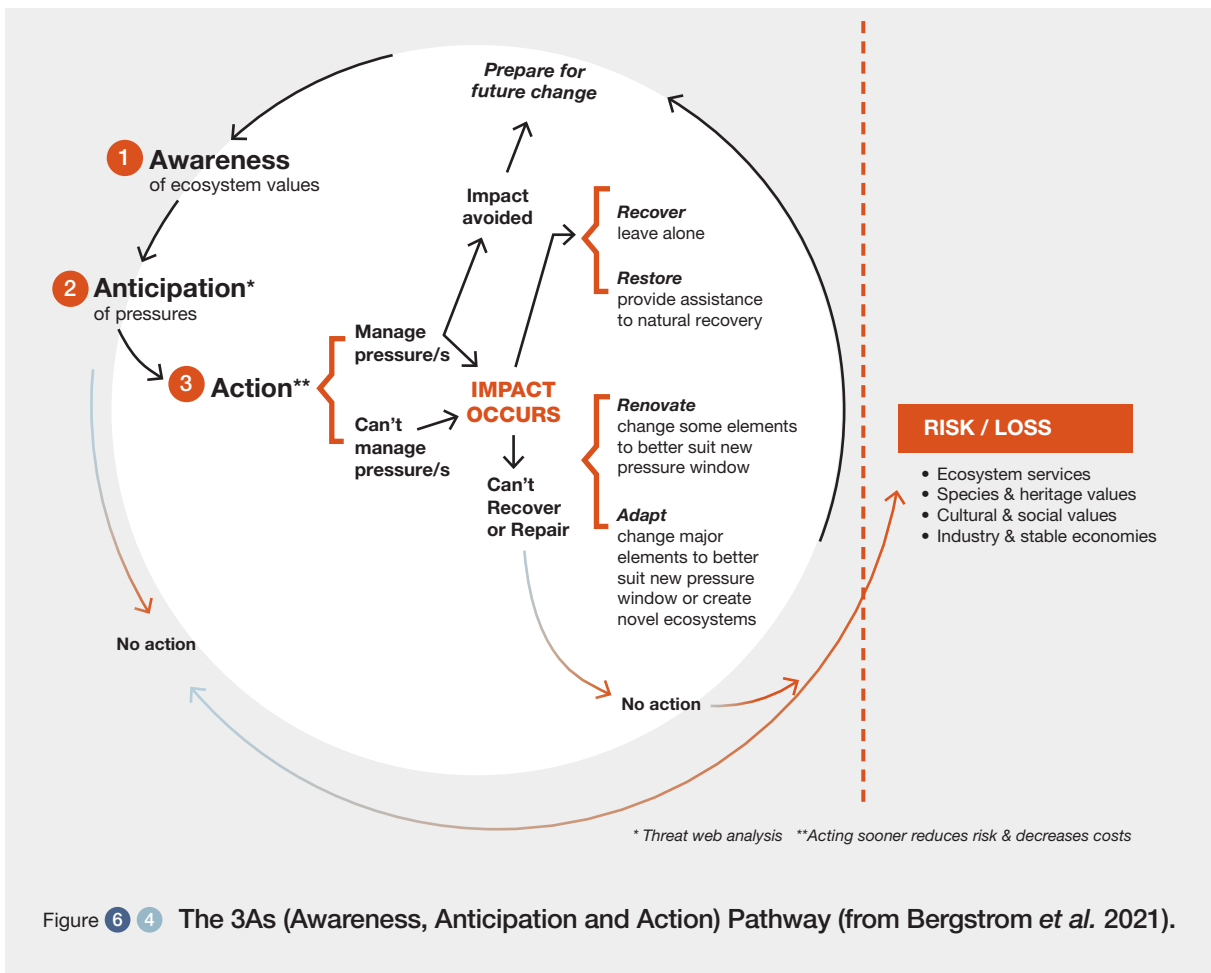 Prepare for
future change
1 Awareness
of ecosystem values
Impact
avoided
Recover
leave alone
Restore
provide assistance
to natural recovery
2 Anticipation*
of pressures
Manage
pressure/s
3 Action**
IMPACT
OCCURS
Can't
manage
pressure/s
Can't
Recover
or Repair
Renovate
change some elements
to better suit new
pressure window
Adapt
change major
elements to better
suit new pressure
window or create
novel ecosystems
RISK / LOSS
• Ecosystem services
• Species & heritage values
• Cultural & social values
• Industry & stable economies
No action
No action
* Threat web analysis **Acting sooner reduces risk & decreases costs
Figure 6 4 The 3As (Awareness, Anticipation and Action) Pathway (from Bergstrom et al. 2021).